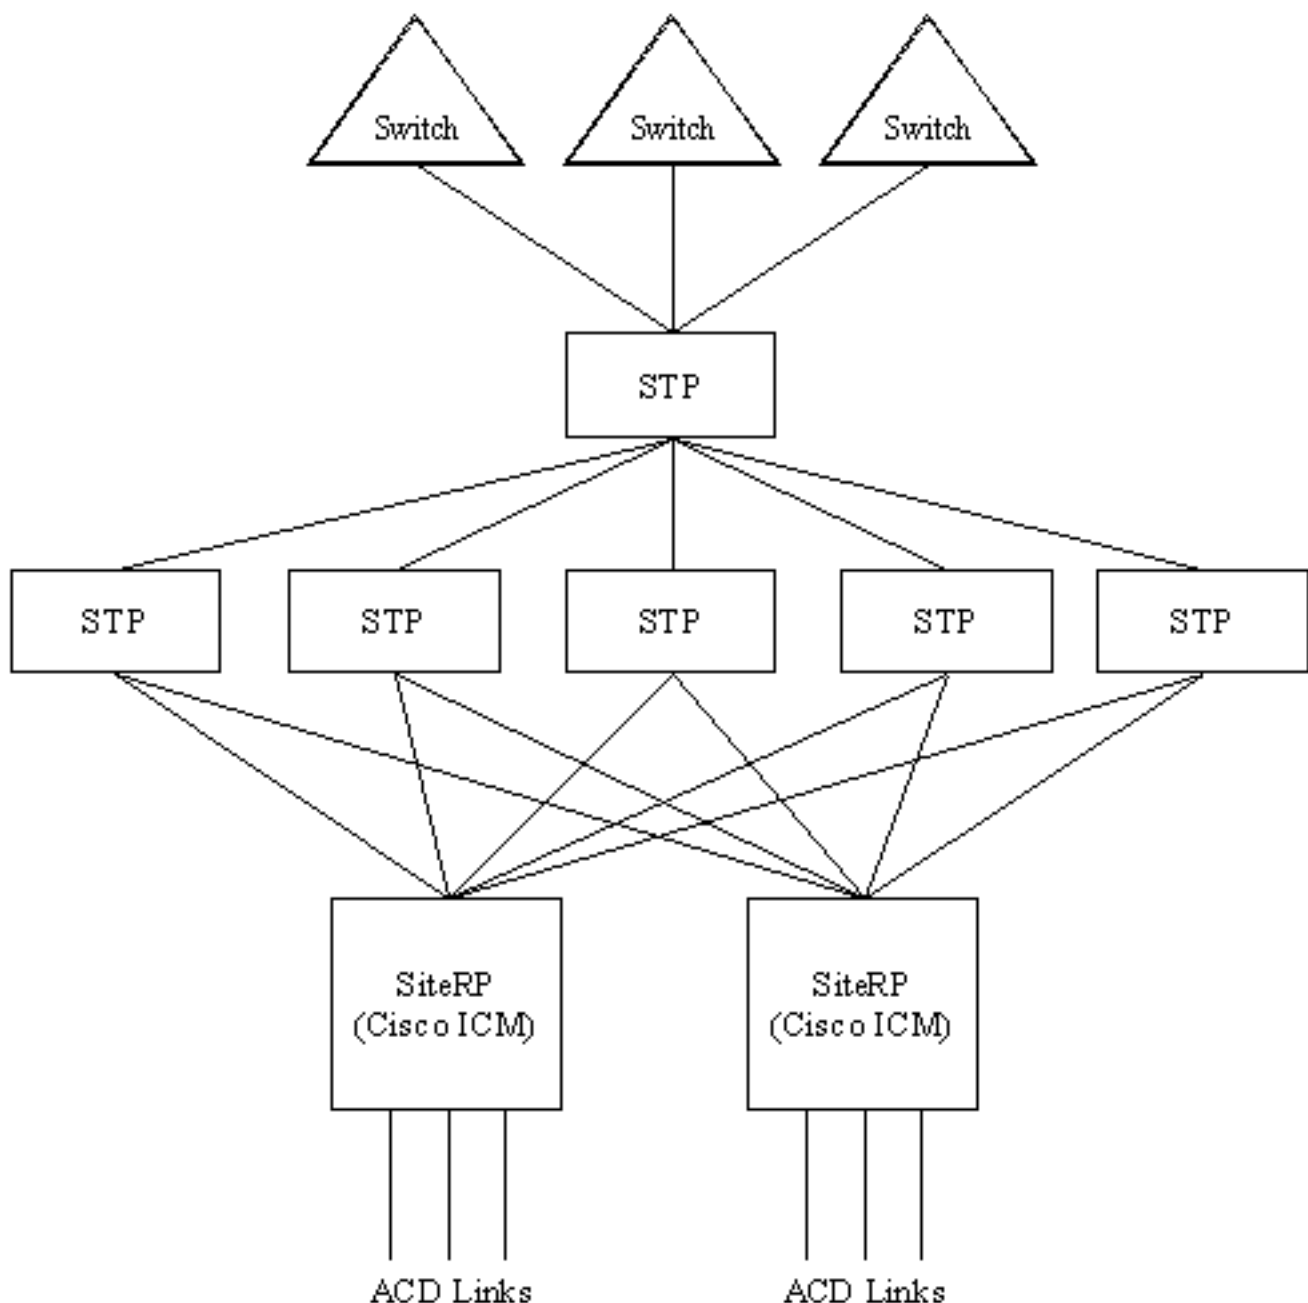 Switch
Switch
Switch
STP
STP
STP
STP
STP
STP
SiteRP
(Cisco ICM)
SiteRP
(Cisco ICM)
ACD Links
ACD Links